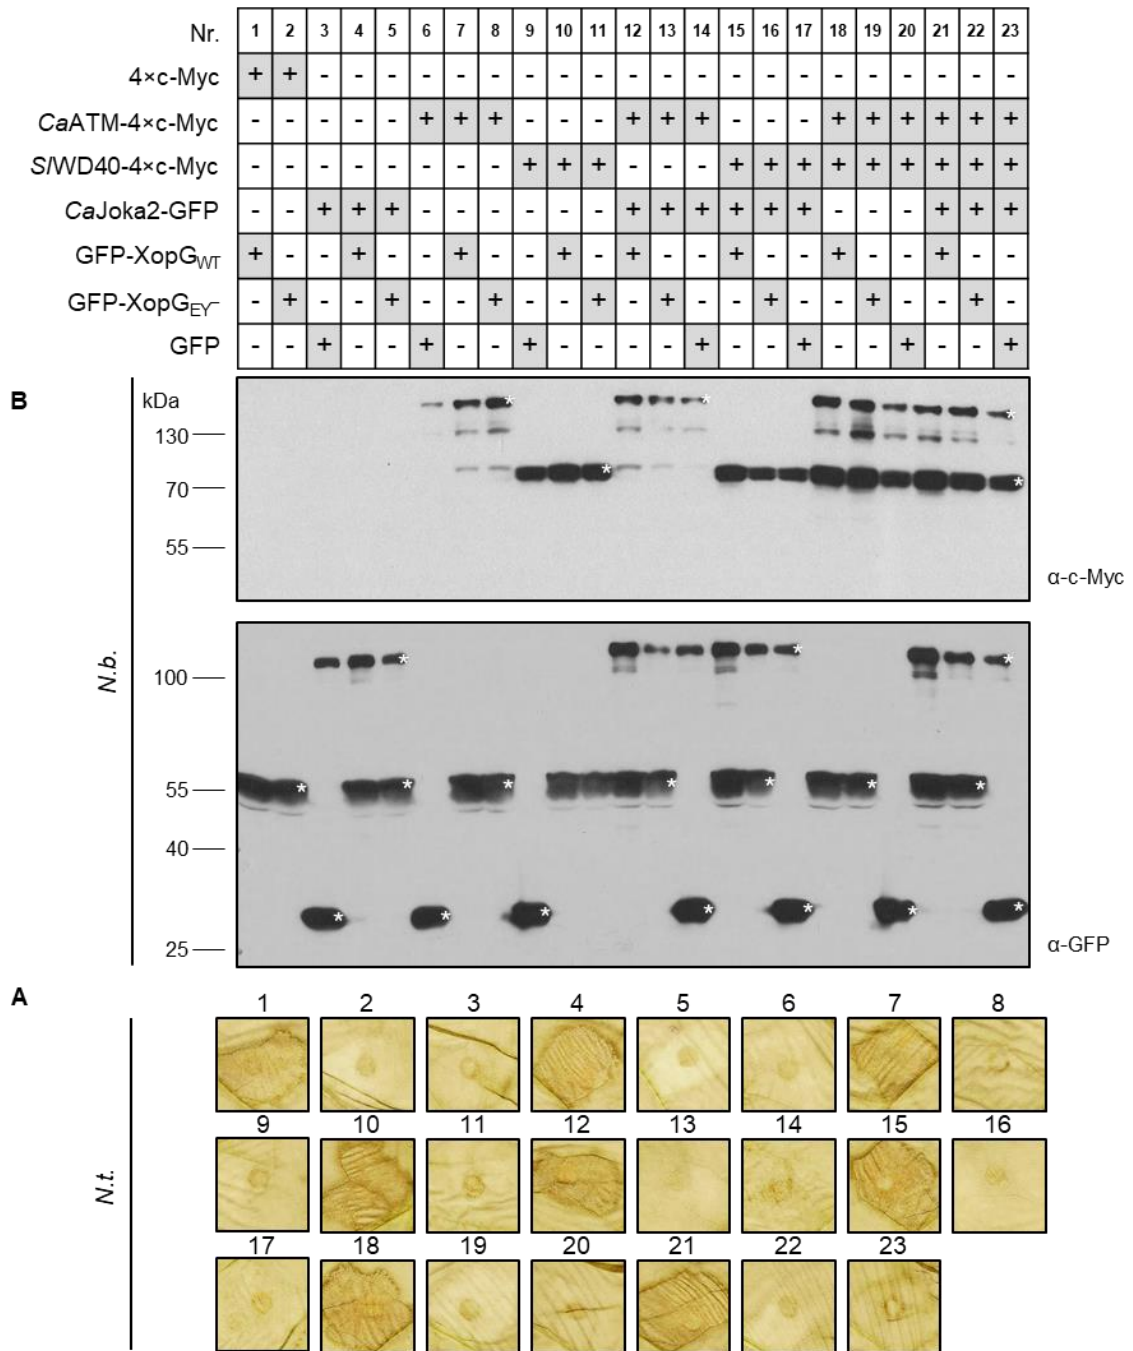 Nr. 1 2 3 4 5 6 7 8 9 10 11 12 13 14 15 16 17 18 19 20 21 22 23
4×c-Myc + + - - - - - - - - - - - - - - - - - - - - -
CaATM-4×c-Myc - - - - - + + + - - - + + + - - - + + + + + +
SlWD40-4×c-Myc - - - - - - - - + + + - - - + + + + + + + + +
CaJoka2-GFP - - + + + - - - - - - + + + + + + - - - + + +
GFP-XopGWT + - - + - - + - - + - + - - + - - + - - + - -
GFP-XopGEY- - + - - + - - + - - + - + - - + - - + - - + -
GFP - - + - - + - - + - - - - + - - + - - + - - +
B
kDa
130
70
55
α-c-Myc
N.b.
100
55
40
25
α-GFP
A
1 2 3 4 5 6 7 8
9 10 11 12 13 14 15 16
N.t.
17 18 19 20 21 22 23